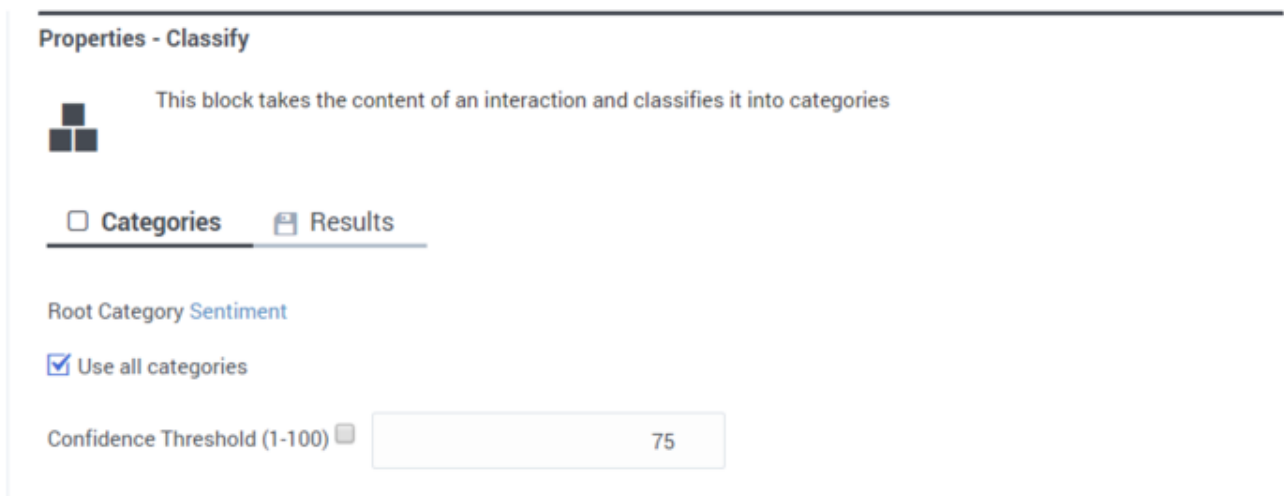 Properties - Classify
This block takes the content of an interaction and classifies it into categories
Categories Results
Root Category Sentiment
Use all categories
Confidence Threshold (1-100) 75